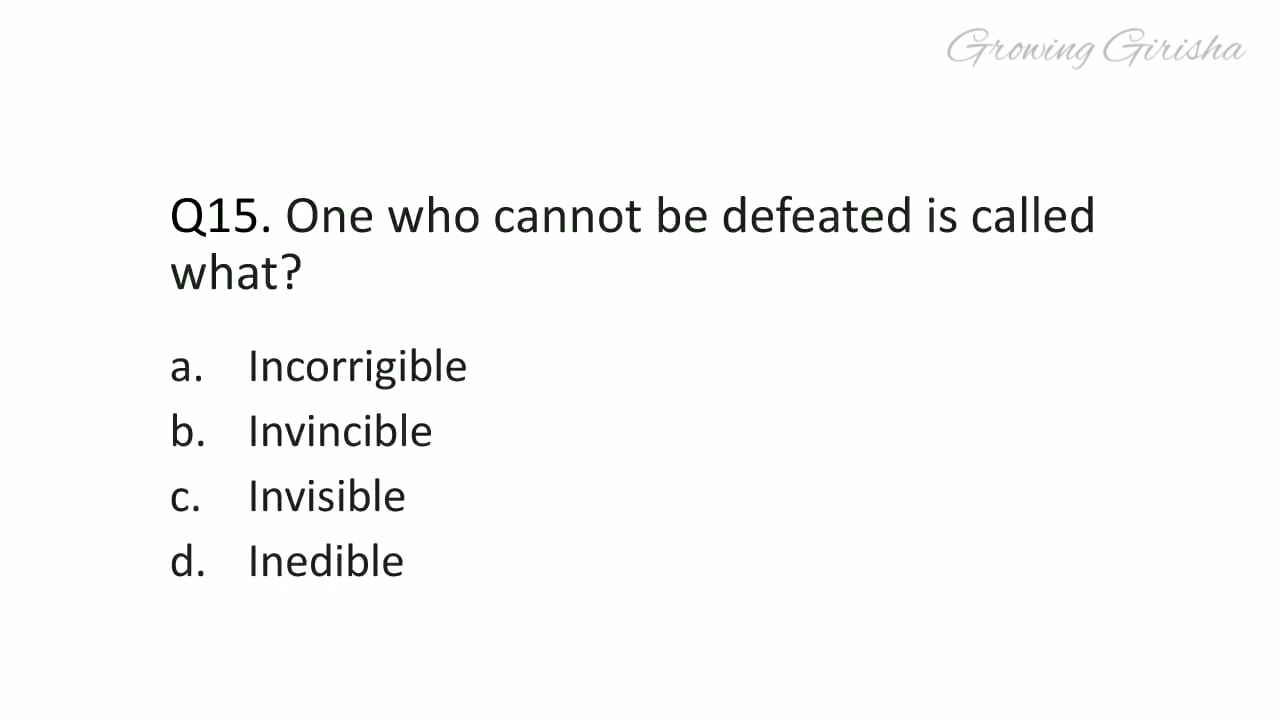 Growing Girisha
Q15. One who cannot be defeated is called
what?
a. Incorrigible
b. Invincible
c. Invisible
d. Inedible